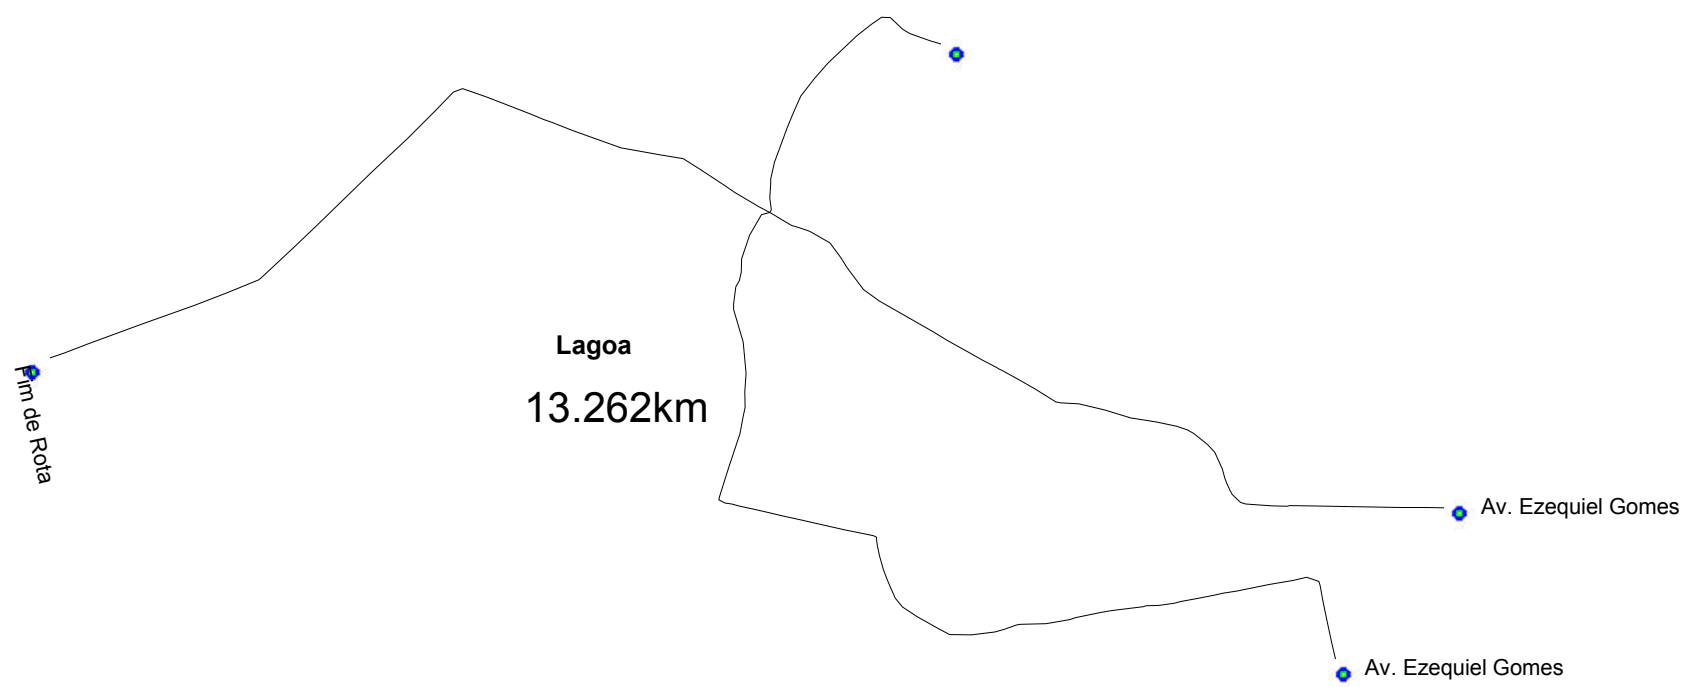 Lagoa
Fim de Rota
13.262km
Av. Ezequiel Gomes
Av. Ezequiel Gomes